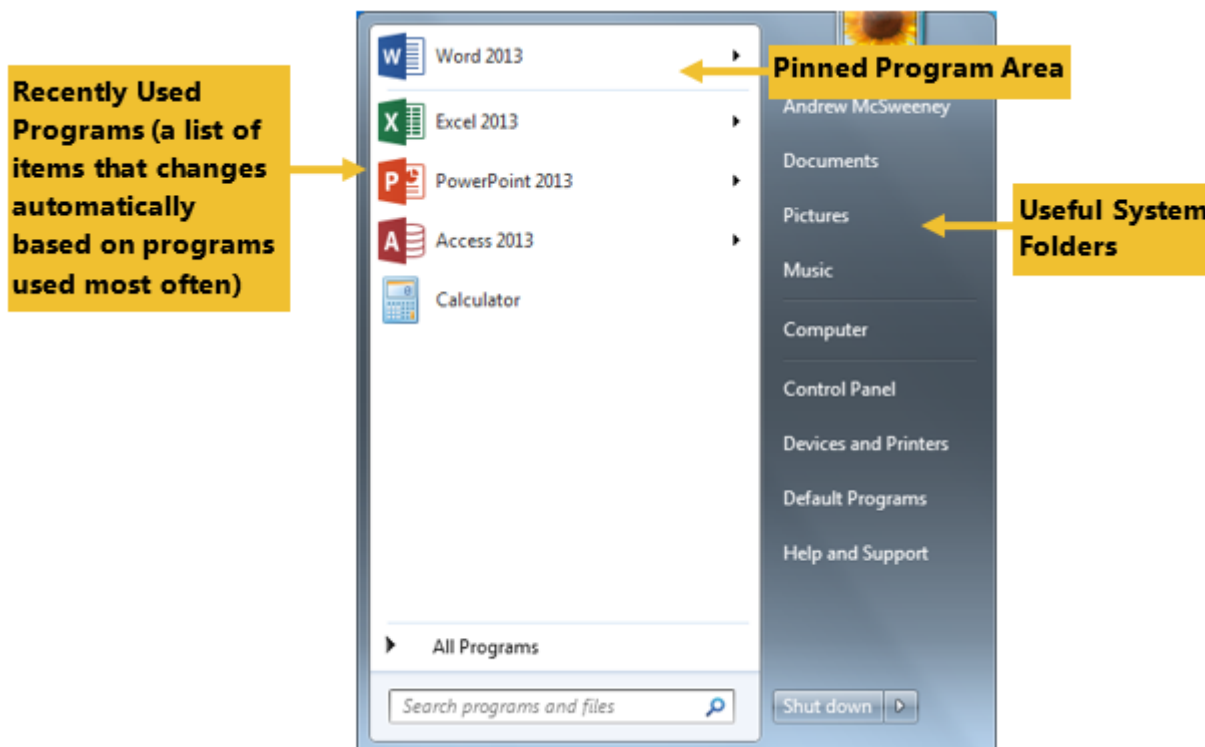 Recently Used
Programs (a list of
items that changes
automatically
based on programs
used most often)
Word 2013
Excel 2013
PowerPoint 2013
Access 2013
Calculator
All Programs
Search programs and files
Pinned Program Area
Andrew McSweeney
Documents
Pictures
Music
Computer
Control Panel
Devices and Printers
Default Programs
Help and Support
Shut down
Useful System
Folders